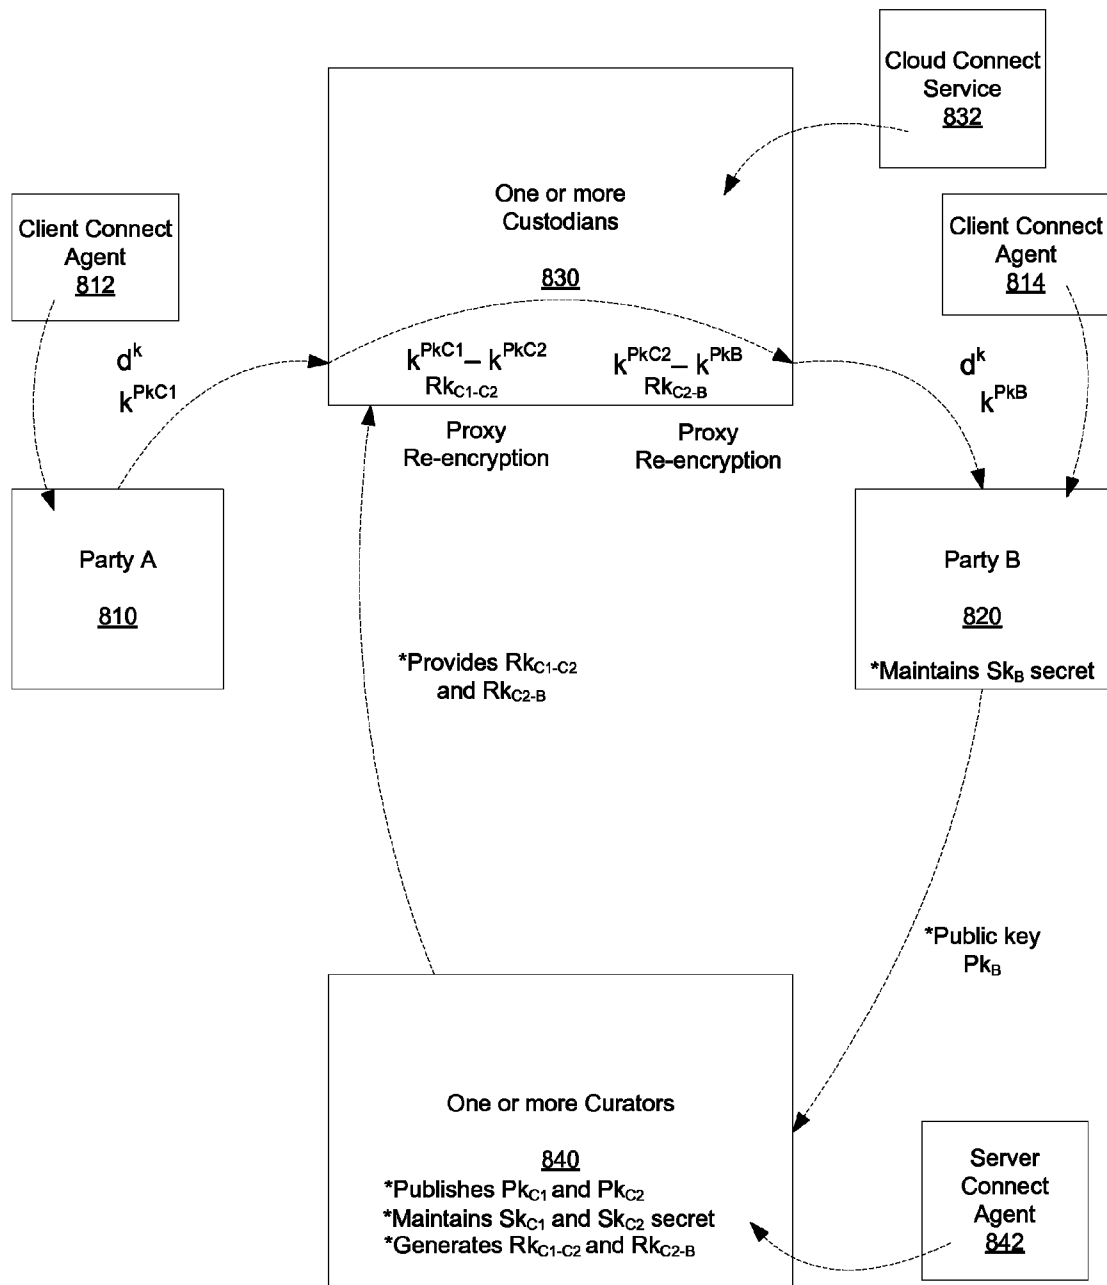 Cloud Connect
Service
832
One or more
Custodians
830
Client Connect
Agent
812
Client Connect
Agent
814
d^k
k^PkC1
k^PkC1 – k^PkC2
Rk_C1-C2
k^PkC2 – k^PkB
Rk_C2-B
d^k
k^PkB
Proxy
Re-encryption
Proxy
Re-encryption
Party A
810
Party B
820
*Maintains Sk_B secret
*Provides Rk_C1-C2
and Rk_C2-B
*Public key
Pk_B
One or more Curators
840
*Publishes Pk_C1 and Pk_C2
*Maintains Sk_C1 and Sk_C2 secret
*Generates Rk_C1-C2 and Rk_C2-B
Server
Connect
Agent
842